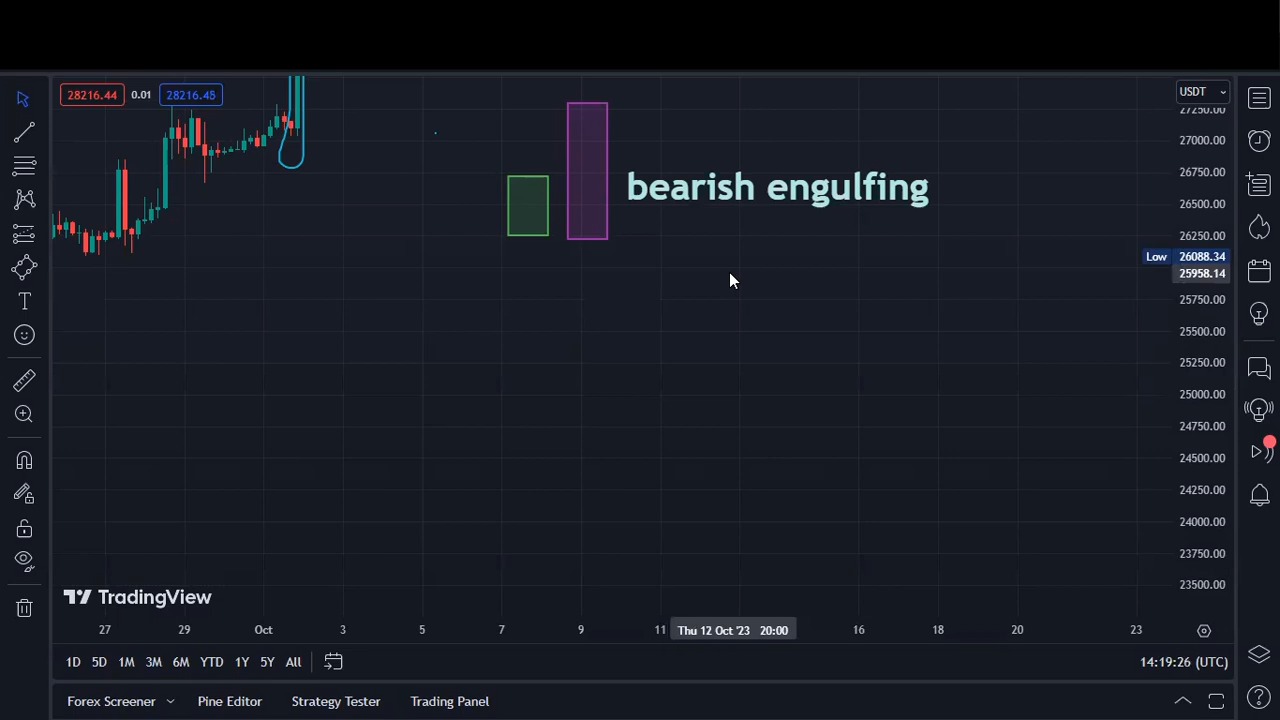 28216.44 0.01 28216.45
USDT
27250.00
27000.00
bearish engulfing
26750.00
26500.00
26250.00
Low 26088.34
25958.14
25750.00
25500.00
25250.00
25000.00
24750.00
24500.00
24250.00
24000.00
23750.00
23500.00
TradingView
27 29 Oct 3 5 7 9 11 Thu 12 Oct '23 20:00 16 18 20 23
1D 5D 1M 3M 6M YTD 1Y 5Y All 14:19:26 (UTC)
Forex Screener Pine Editor Strategy Tester Trading Panel